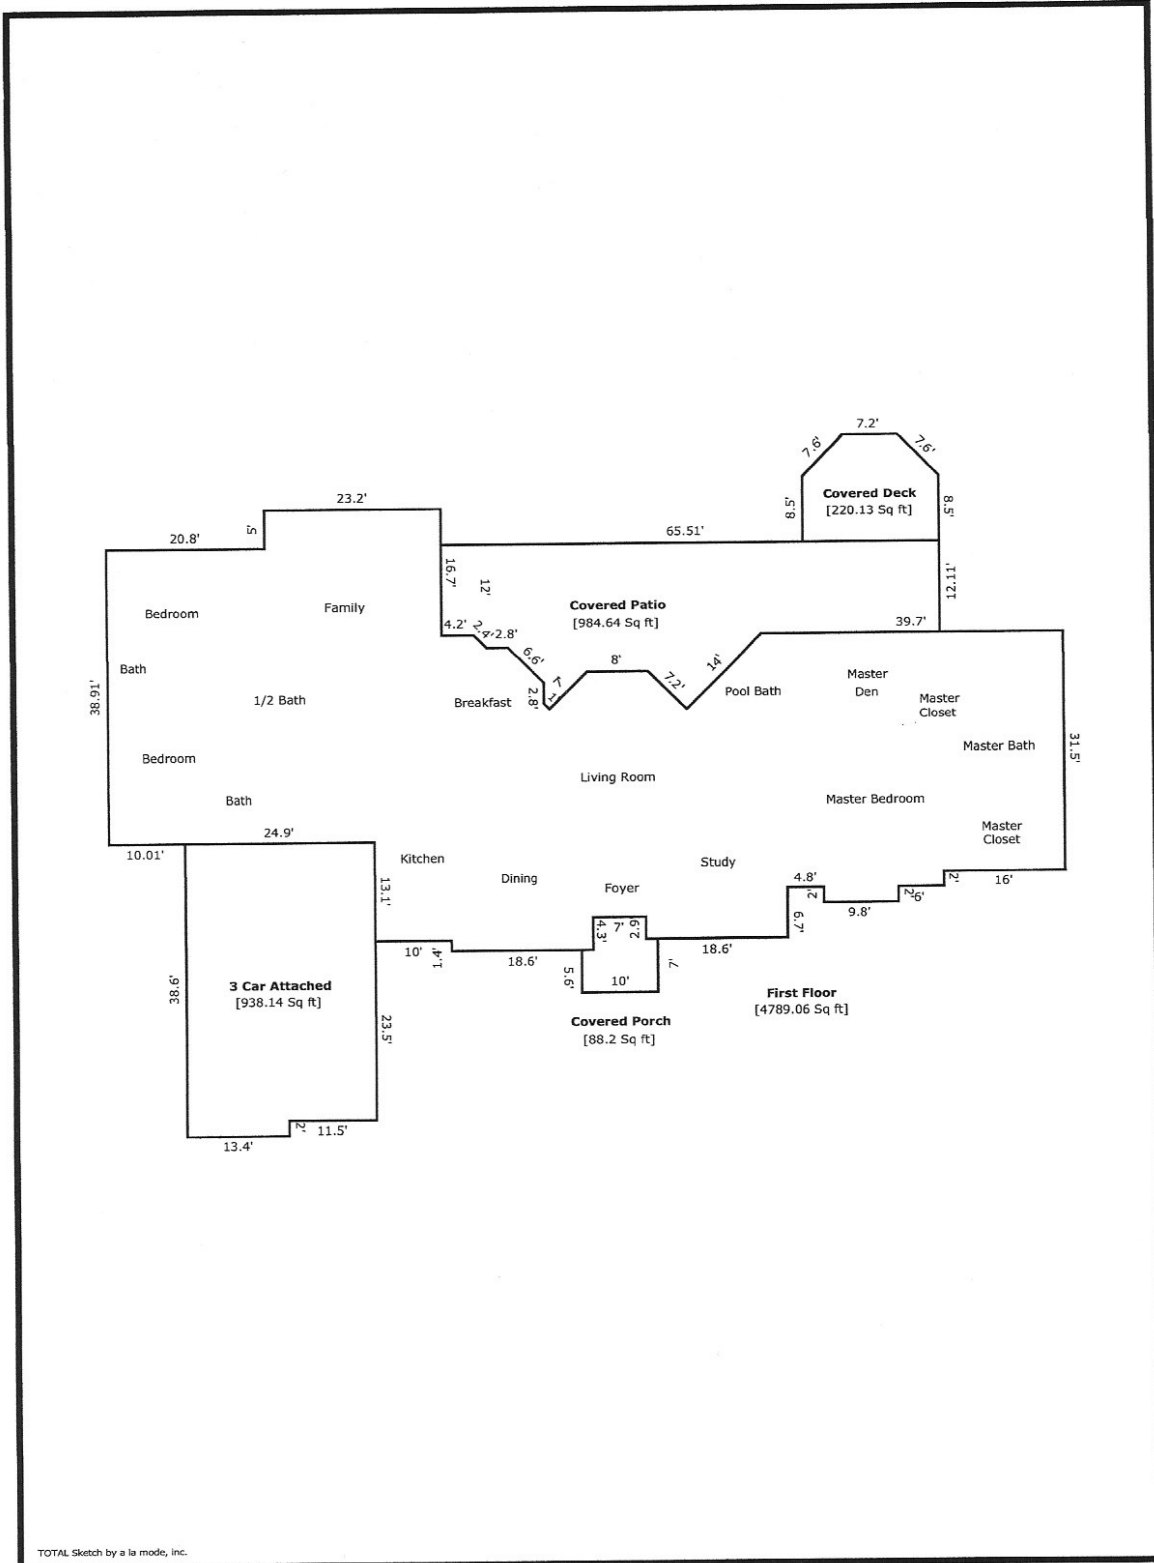 7.2'
7.6'
7.6'
Covered Deck
[220.13 Sq ft]
8.5'
8.5'
23.2'
5'
20.8'
65.51'
16.7'
12'
12.11'
Covered Patio
[984.64 Sq ft]
39.7'
4.2'
2.4'
2.8'
6.6'
2.8'
1'
7'
8'
7.2'
14'
Bedroom
Family
Bath
1/2 Bath
Breakfast
Pool Bath
Master
Den
Master
Closet
38.91'
Bedroom
Master Bath
31.5'
Living Room
Bath
Master Bedroom
Master
Closet
24.9'
10.01'
Kitchen
Dining
Foyer
Study
13.1'
4.8'
2'
9.8'
2'
6'
2'
16'
6.7'
4.3'
7'
2.9'
10'
1.4'
18.6'
18.6'
5.6'
10'
7'
38.6'
3 Car Attached
[938.14 Sq ft]
23.5'
First Floor
[4789.06 Sq ft]
Covered Porch
[88.2 Sq ft]
2'
11.5'
13.4'
TOTAL Sketch by a la mode, inc.